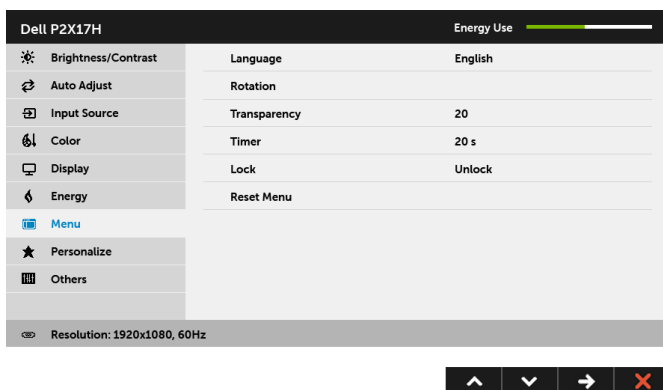 Dell P2X17H Energy Use
Brightness/Contrast Language English
Auto Adjust Rotation
Input Source Transparency 20
Color Timer 20 s
Display Lock Unlock
Energy Reset Menu
Menu
Personalize
Others
Resolution: 1920x1080, 60Hz